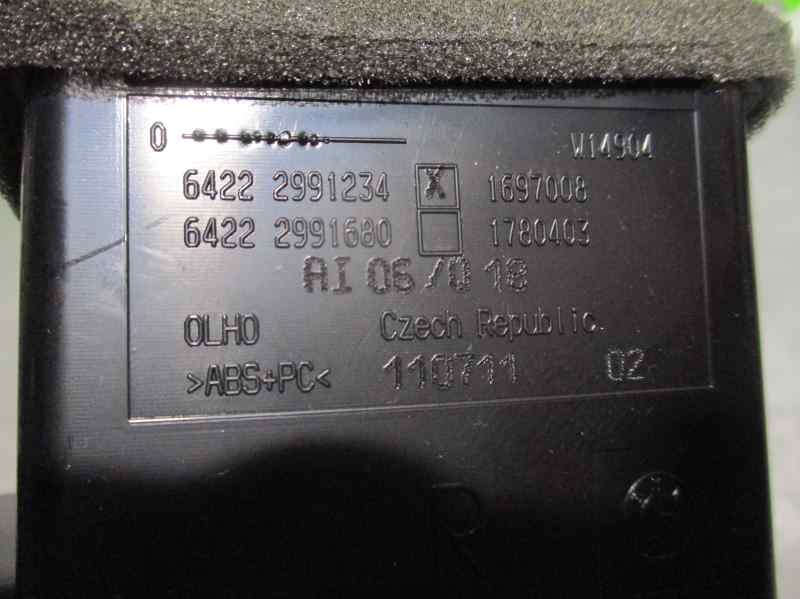 0 W14904
6422 2991234 X 1697008
6422 2991680 1780403
AI 06/0 18
OLHO Czech Republic.
>ABS+PC< 110711 02
R